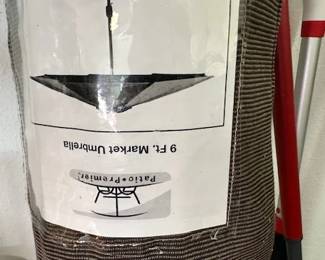 Patio•Premier
9 Ft. Market Umbrella